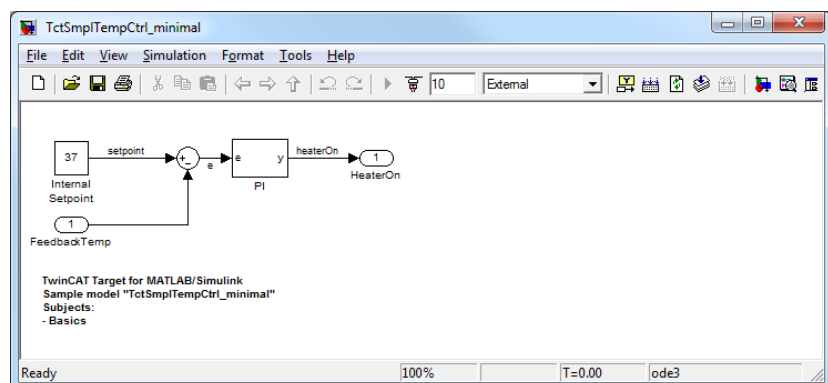 TctSmplTempCtrl_minimal
File Edit View Simulation Format Tools Help
10 External
37
setpoint
+
-
e
e
y
heaterOn
1
Internal
Setpoint
PI
HeaterOn
1
FeedbackTemp
TwinCAT Target for MATLAB/Simulink
Sample model "TctSmplTempCtrl_minimal"
Subjects:
- Basics
Ready 100% T=0.00 ode3